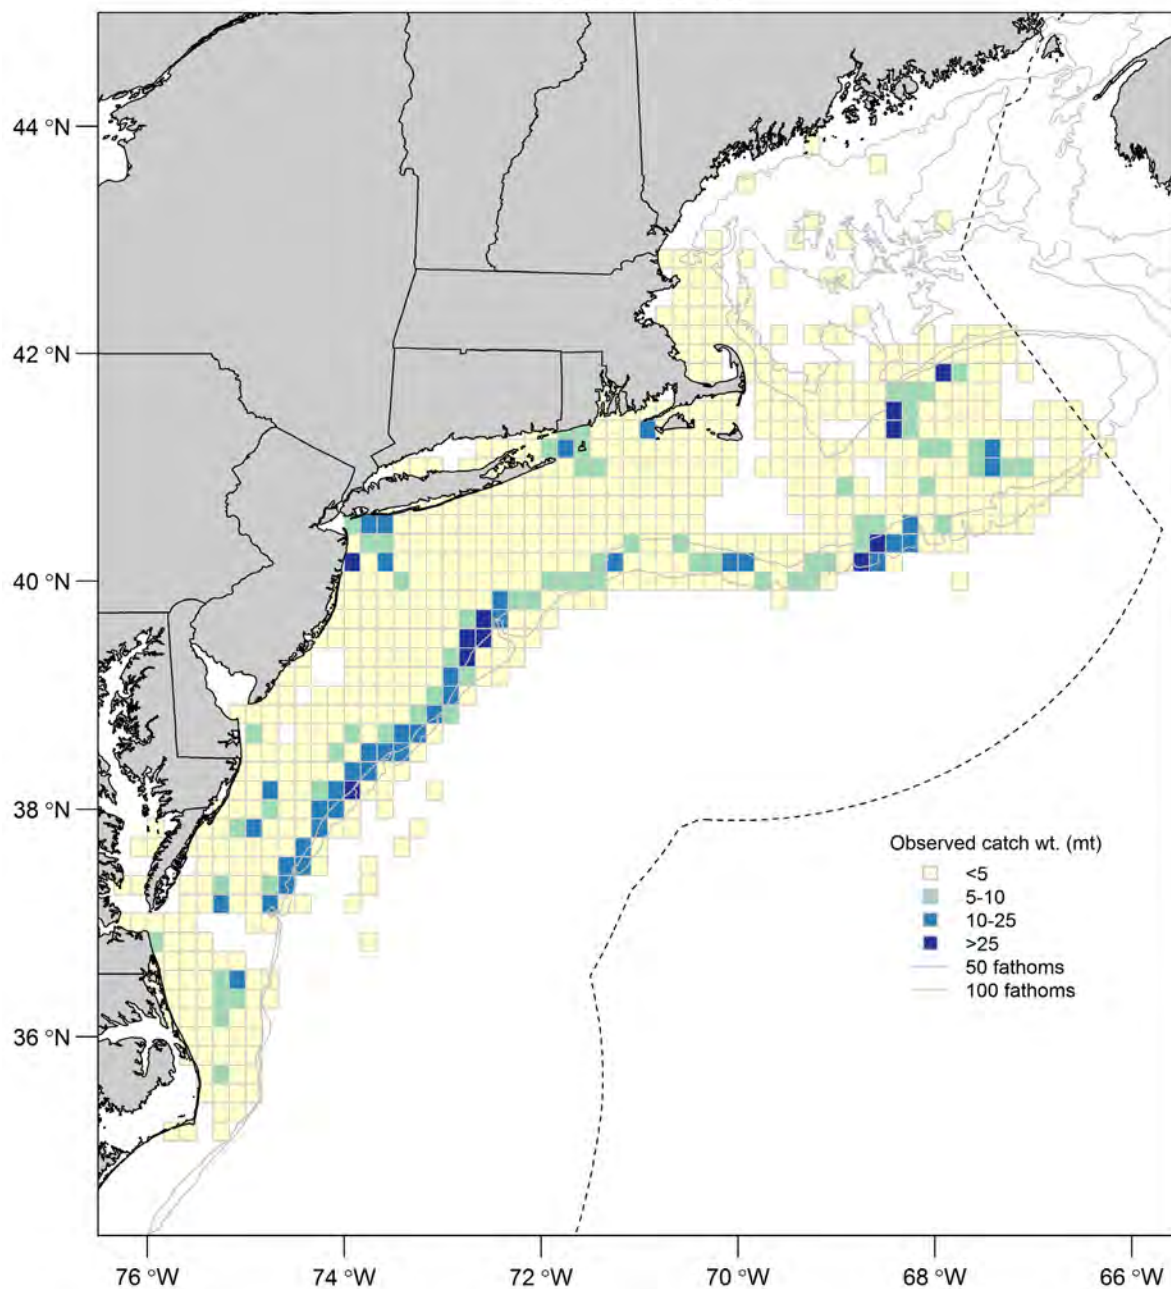 44 °N
42 °N
40 °N
38 °N
36 °N
Observed catch wt. (mt)
<5
5-10
10-25
>25
50 fathoms
100 fathoms
76 °W
74 °W
72 °W
70 °W
68 °W
66 °W